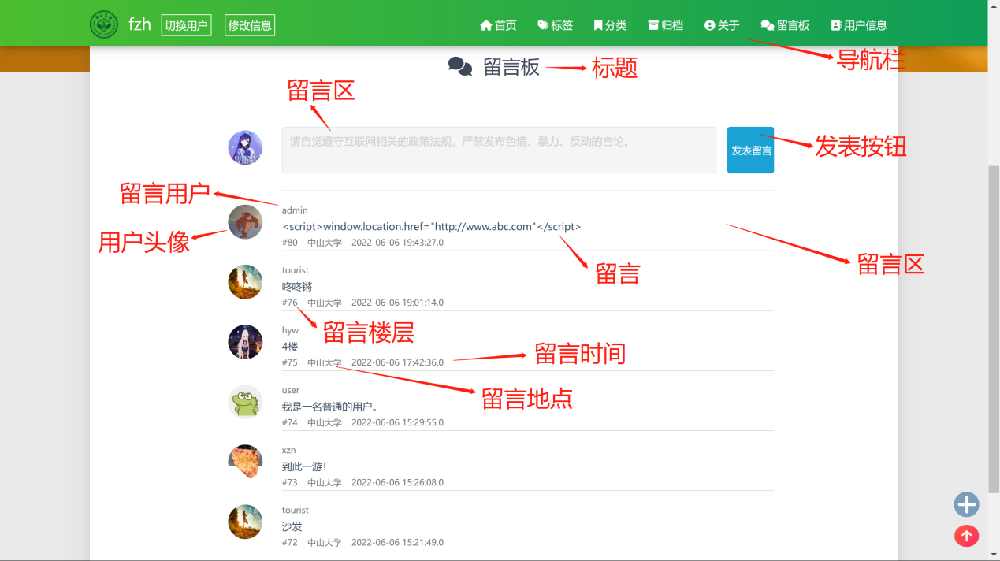 fzh 切换用户 修改信息 首页 标签 分类 归档 关于 留言板 用户信息
导航栏
留言板 标题
留言区
请自觉遵守互联网相关的政策法规，严禁发布色情、暴力、反动的言论。
发表留言
发表按钮
留言用户
admin
用户头像
<script>window.location.href="http://www.abc.com"</script>
#80 中山大学 2022-06-06 19:43:27.0
留言区
留言
tourist
咚咚锵
#76 中山大学 2022-06-06 19:01:14.0
留言楼层
hyw
4楼
留言时间
#75 中山大学 2022-06-06 17:42:36.0
留言地点
user
我是一名普通的用户。
#74 中山大学 2022-06-06 15:29:55.0
xzn
到此一游！
#73 中山大学 2022-06-06 15:26:08.0
tourist
沙发
#72 中山大学 2022-06-06 15:21:49.0